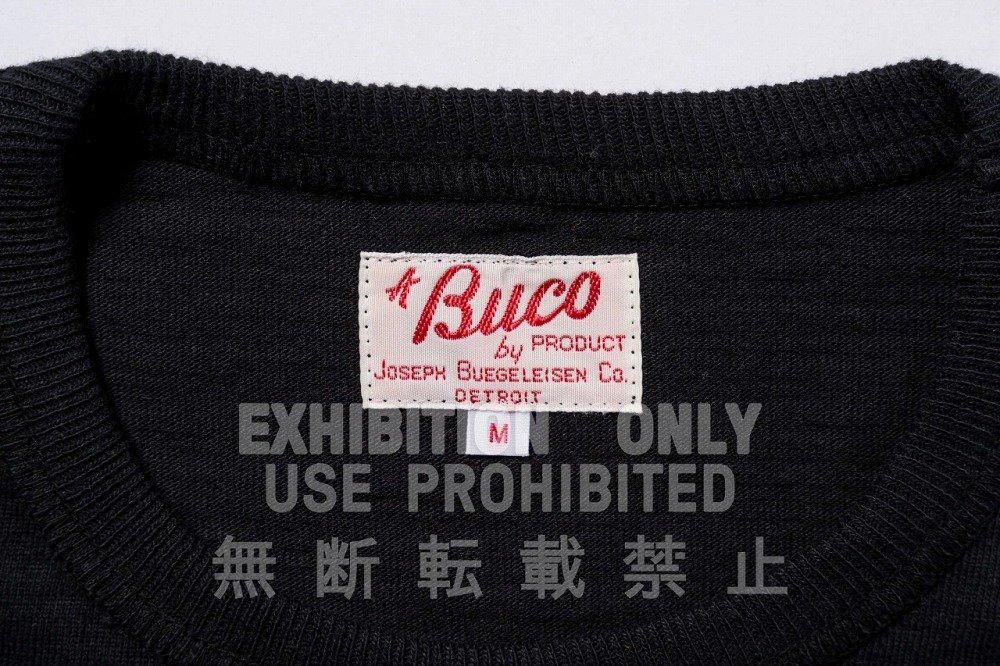 A Buco
by PRODUCT
JOSEPH BUEGELEISEN CO.
DETROIT
M
EXHIBITION ONLY
USE PROHIBITED
無断転載禁止